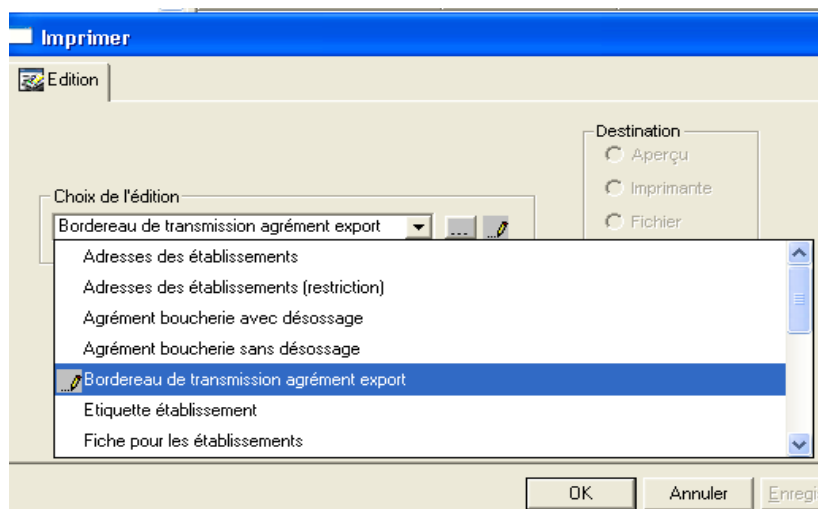 Imprimer
Edition
Destination
Aperçu
Imprimante
Fichier
Choix de l'édition
Bordereau de transmission agrément export
...
Adresses des établissements
Adresses des établissements (restriction)
Agrément boucherie avec désossage
Agrément boucherie sans désossage
Bordereau de transmission agrément export
Etiquette établissement
Fiche pour les établissements
OK
Annuler
Enregi